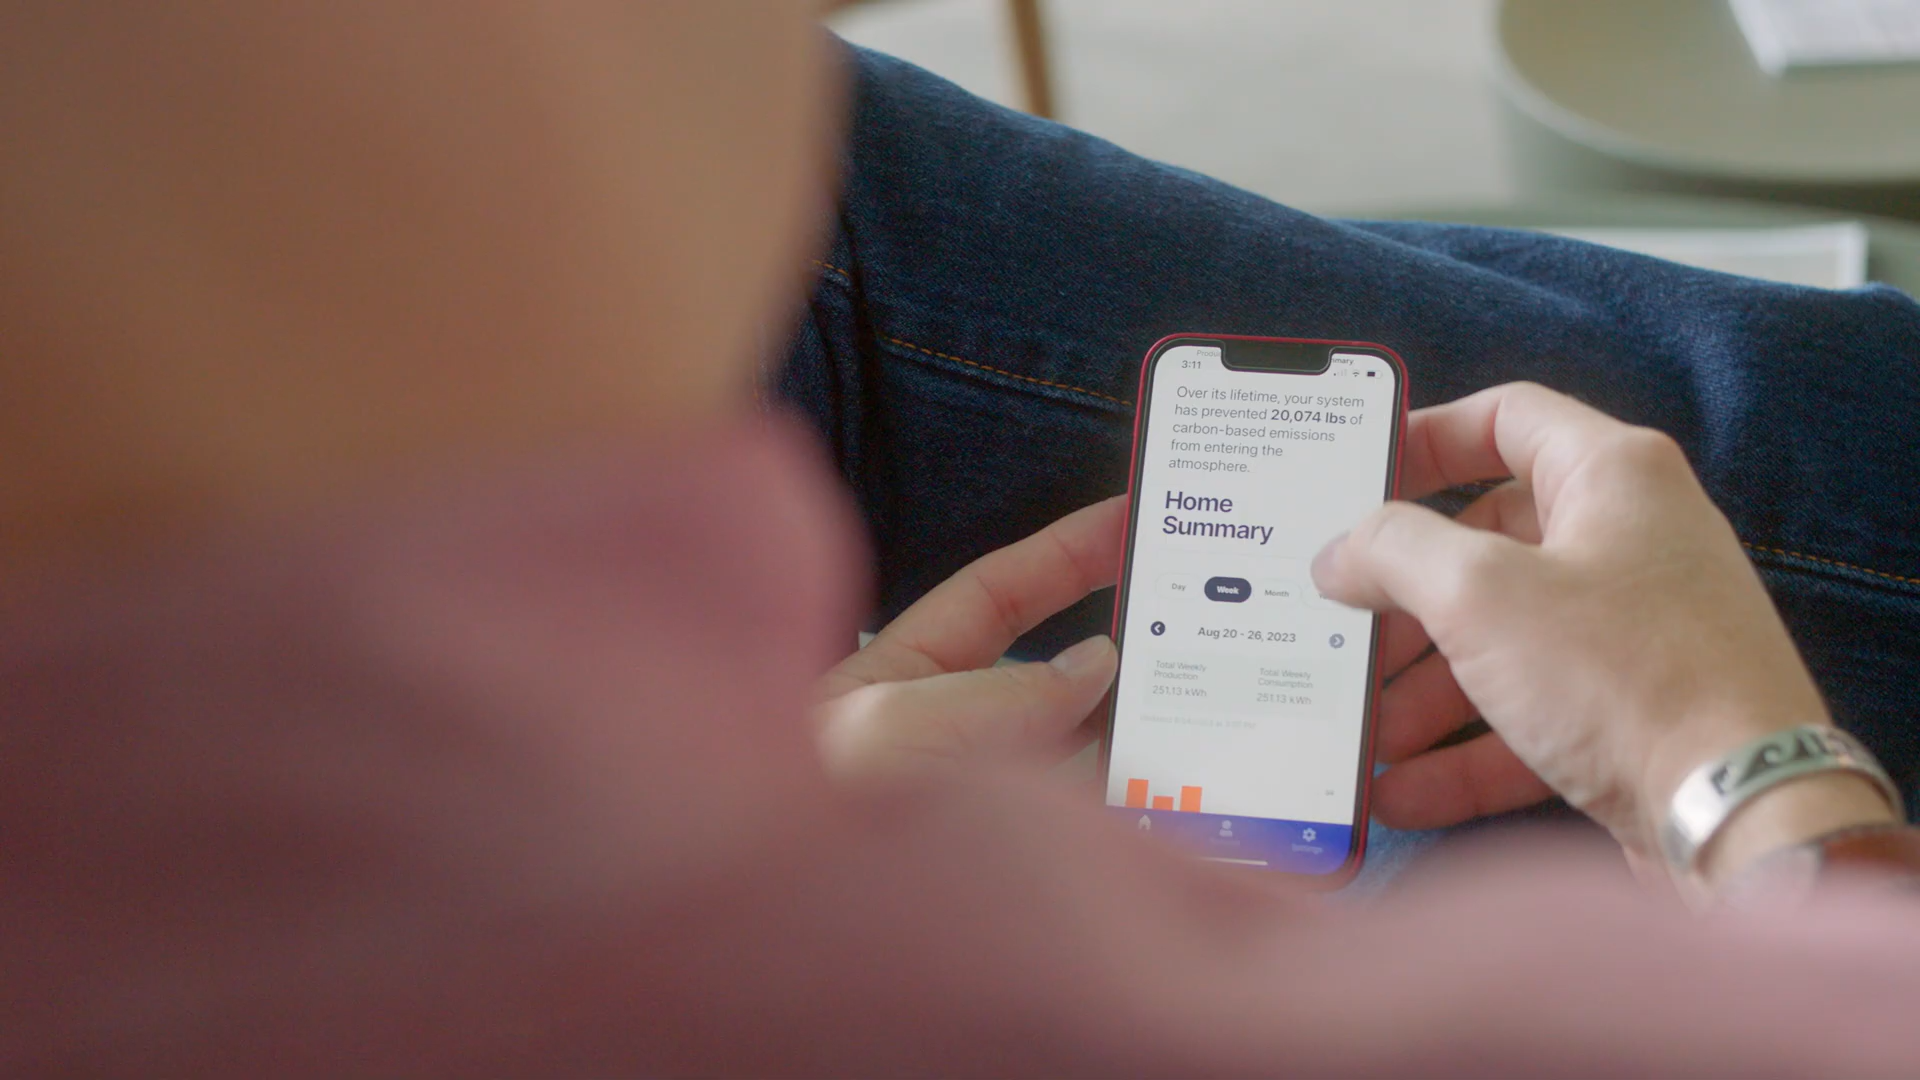 3:11
Over its lifetime, your system
has prevented 20,074 lbs of
carbon-based emissions
from entering the
atmosphere.
Home
Summary
Day Week Month
Aug 20 - 26, 2023
Total Weekly
Production
251.13 kWh
Total Weekly
Consumption
251.13 kWh
Settings